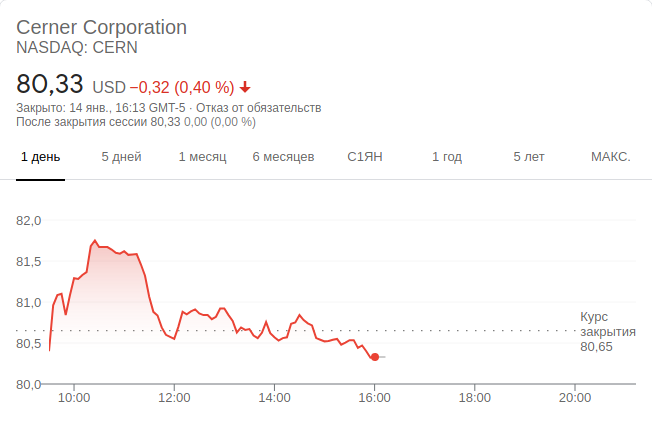 Cerner Corporation
NASDAQ: CERN
80,33 USD −0,32 (0,40 %)
Закрыто: 14 янв., 16:13 GMT-5 · Отказ от обязательств
После закрытия сессии 80,33 0,00 (0,00 %)
1 день 5 дней 1 месяц 6 месяцев С1ЯН 1 год 5 лет МАКС.
82,0
81,5
81,0
Курс
закрытия
80,65
80,5
80,0
10:00 12:00 14:00 16:00 18:00 20:00